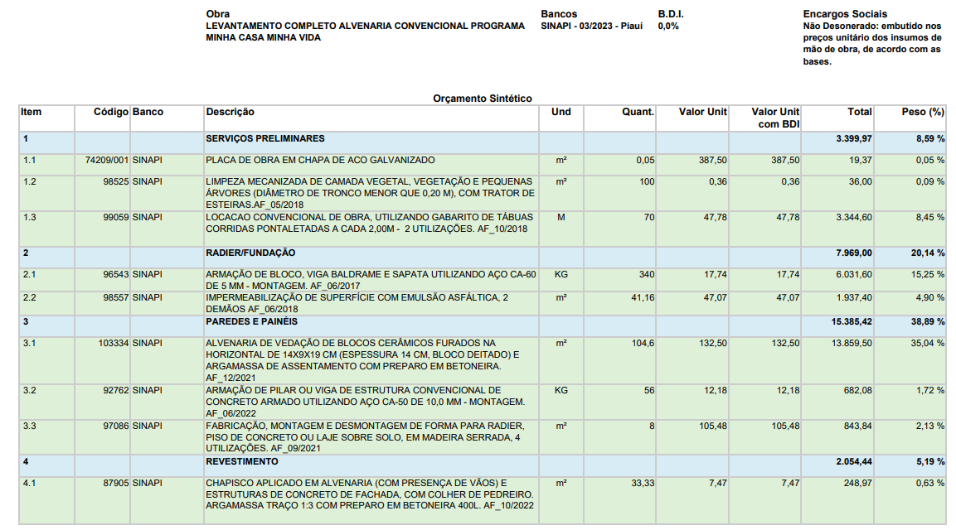 Obra Bancos B.D.I. Encargos Sociais
LEVANTAMENTO COMPLETO ALVENARIA CONVENCIONAL PROGRAMA SINAPI - 03/2023 - Piauí 0,0% Não Desonerado: embutido nos
MINHA CASA MINHA VIDA preços unitário dos insumos de
mão de obra, de acordo com as
bases.
Orçamento Sintético
Item Código Banco Descrição Und Quant. Valor Unit Valor Unit Total Peso (%)
com BDI
1 SERVIÇOS PRELIMINARES 3.399,97 8,59 %
1.1 74209/001 SINAPI PLACA DE OBRA EM CHAPA DE ACO GALVANIZADO m² 0,05 387,50 387,50 19,37 0,05 %
1.2 98525 SINAPI LIMPEZA MECANIZADA DE CAMADA VEGETAL, VEGETAÇÃO E PEQUENAS m² 100 0,36 0,36 36,00 0,09 %
ÁRVORES (DIÂMETRO DE TRONCO MENOR QUE 0,20 M), COM TRATOR DE
ESTEIRAS.AF_05/2018
1.3 99059 SINAPI LOCACAO CONVENCIONAL DE OBRA, UTILIZANDO GABARITO DE TÁBUAS M 70 47,78 47,78 3.344,60 8,45 %
CORRIDAS PONTALETADAS A CADA 2,00M - 2 UTILIZAÇÕES. AF_10/2018
2 RADIER/FUNDAÇÃO 7.969,00 20,14 %
2.1 96543 SINAPI ARMAÇÃO DE BLOCO, VIGA BALDRAME E SAPATA UTILIZANDO AÇO CA-60 KG 340 17,74 17,74 6.031,60 15,25 %
DE 5 MM - MONTAGEM. AF_06/2017
2.2 98557 SINAPI IMPERMEABILIZAÇÃO DE SUPERFÍCIE COM EMULSÃO ASFÁLTICA, 2 m² 41,16 47,07 47,07 1.937,40 4,90 %
DEMÃOS AF_06/2018
3 PAREDES E PAINÉIS 15.385,42 38,89 %
3.1 103334 SINAPI ALVENARIA DE VEDAÇÃO DE BLOCOS CERÂMICOS FURADOS NA m² 104,6 132,50 132,50 13.859,50 35,04 %
HORIZONTAL DE 14X9X19 CM (ESPESSURA 14 CM, BLOCO DEITADO) E
ARGAMASSA DE ASSENTAMENTO COM PREPARO EM BETONEIRA.
AF_12/2021
3.2 92762 SINAPI ARMAÇÃO DE PILAR OU VIGA DE ESTRUTURA CONVENCIONAL DE KG 56 12,18 12,18 682,08 1,72 %
CONCRETO ARMADO UTILIZANDO AÇO CA-50 DE 10,0 MM - MONTAGEM.
AF_06/2022
3.3 97086 SINAPI FABRICAÇÃO, MONTAGEM E DESMONTAGEM DE FORMA PARA RADIER, m² 8 105,48 105,48 843,84 2,13 %
PISO DE CONCRETO OU LAJE SOBRE SOLO, EM MADEIRA SERRADA, 4
UTILIZAÇÕES. AF_09/2021
4 REVESTIMENTO 2.054,44 5,19 %
4.1 87905 SINAPI CHAPISCO APLICADO EM ALVENARIA (COM PRESENÇA DE VÃOS) E m² 33,33 7,47 7,47 248,97 0,63 %
ESTRUTURAS DE CONCRETO DE FACHADA, COM COLHER DE PEDREIRO.
ARGAMASSA TRAÇO 1:3 COM PREPARO EM BETONEIRA 400L. AF_10/2022